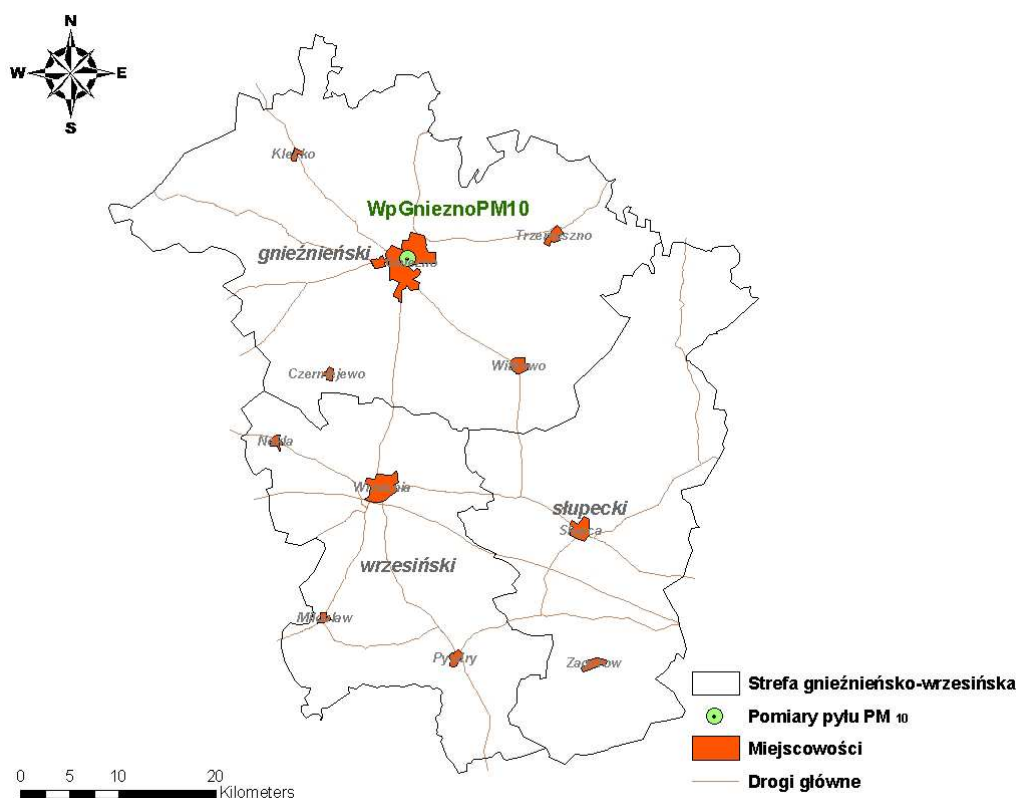 N
W E
S
Kłecko
WpGnieznoPM10
Trzemeszno
gnieźnieński
Gniezno
Witkowo
Czerniejewo
Nekla
Września
słupecki
Słupca
wrzesiński
Miłosław
Pyzdry
Zagórów
Strefa gnieźnieńsko-wrzesińska
Pomiary pyłu PM 10
Miejscowości
Drogi główne
0 5 10 20
Kilometers